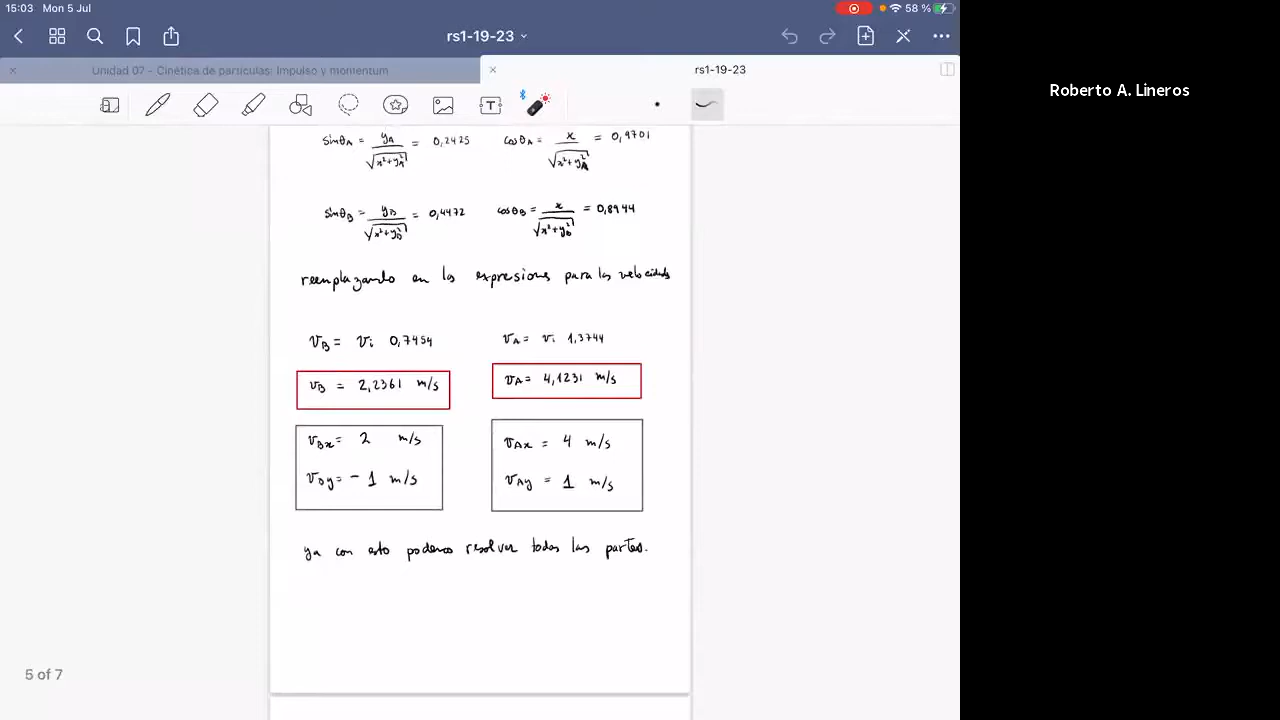 15:03 Mon 5 Jul
58 %
rs1-19-23
Unidad 07 - Cinética de partículas: Impulso y momentum
rs1-19-23
Roberto A. Lineros
sinθA = yA / √x²+yA² = 0,2425 cosθA = x / √x²+yA² = 0,9701
sinθB = yB / √x²+yB² = 0,4472 cosθB = x / √x²+yB² = 0,8944
reemplazando en las expresiones para las velocidades
vB = vi 0,7454 vA = vi 1,3744
vB = 2,2361 m/s vA = 4,1231 m/s
vBx = 2 m/s vAx = 4 m/s
vBy = - 1 m/s vAy = 1 m/s
ya con esto podemos resolver todas las partes.
5 of 7